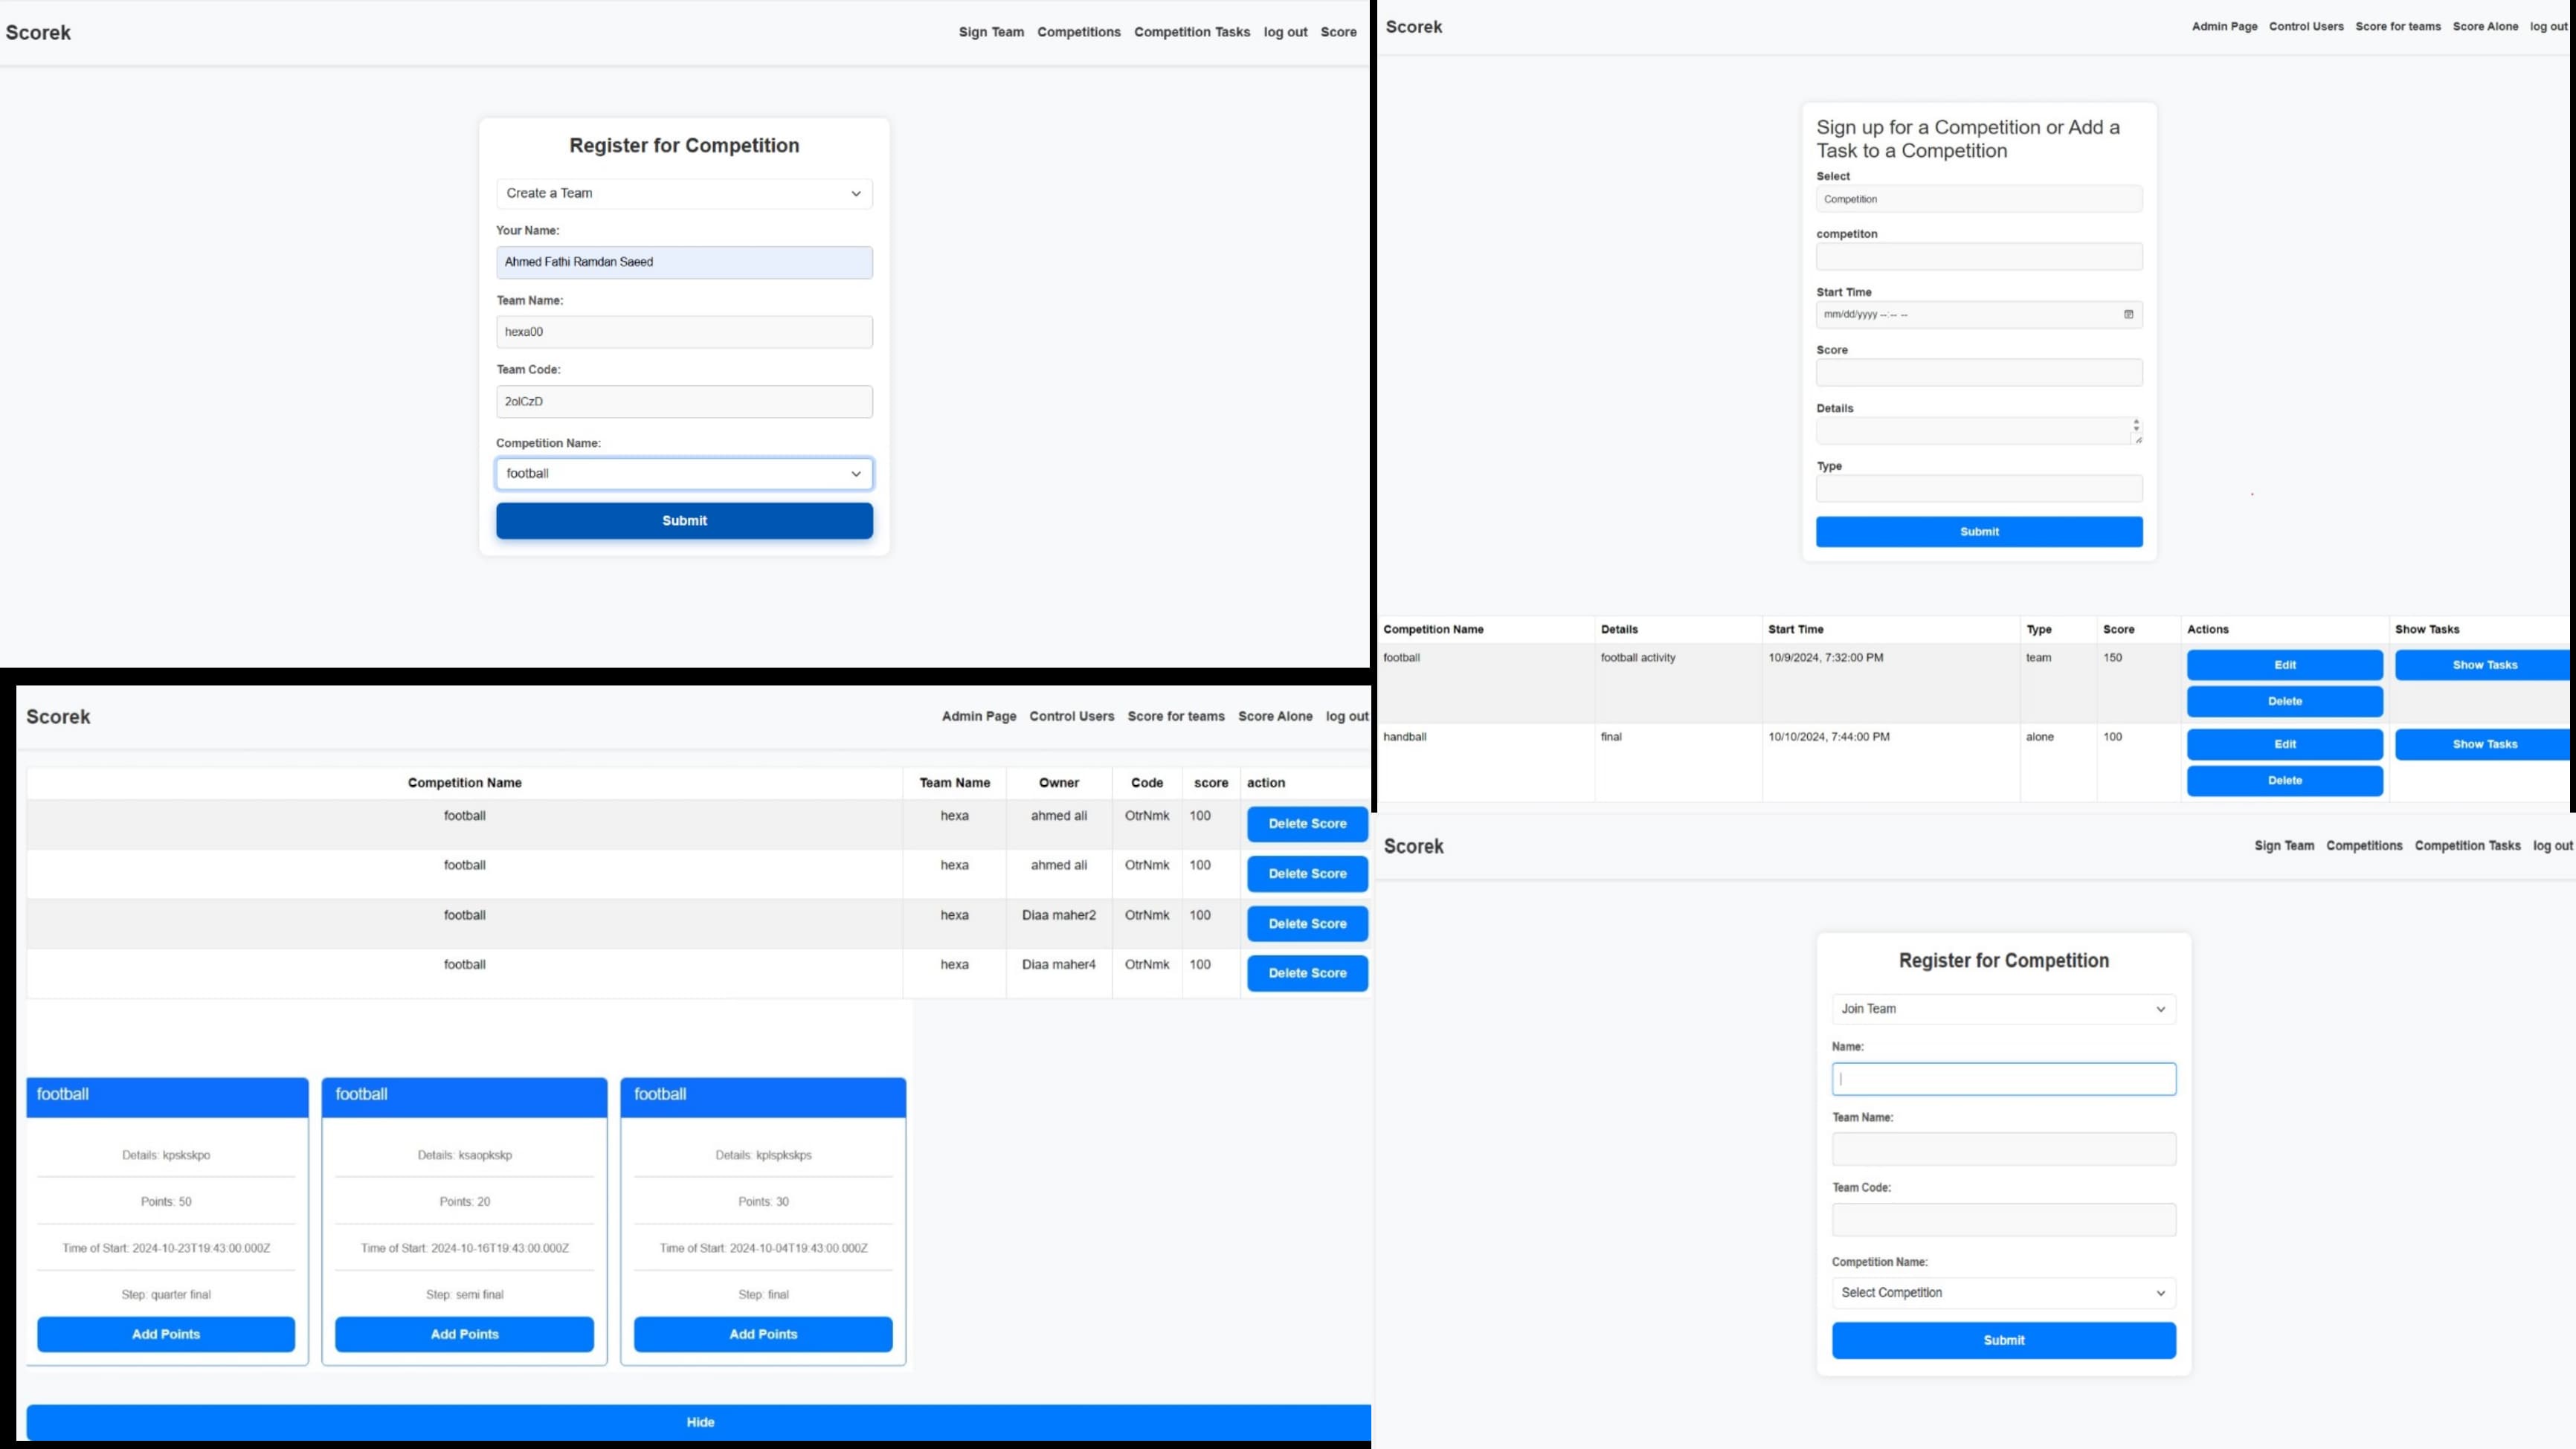 Scorek
Sign Team Competitions Competition Tasks log out Score
Register for Competition
Create a Team
Your Name:
Ahmed Fathi Ramdan Saeed
Team Name:
hexa00
Team Code:
2olCzD
Competition Name:
football
Submit
Scorek
Admin Page Control Users Score for teams Score Alone log out
Sign up for a Competition or Add a
Task to a Competition
Select
Competition
competiton
Start Time
mm/dd/yyyy --:-- --
Score
Details
Type
Submit
Competition Name Details Start Time Type Score Actions Show Tasks
football football activity 10/9/2024, 7:32:00 PM team 150 Edit Show Tasks
Delete
handball final 10/10/2024, 7:44:00 PM alone 100 Edit Show Tasks
Delete
Scorek
Admin Page Control Users Score for teams Score Alone log out
Competition Name Team Name Owner Code score action
football hexa ahmed ali OtrNmk 100 Delete Score
football hexa ahmed ali OtrNmk 100 Delete Score
football hexa Diaa maher2 OtrNmk 100 Delete Score
football hexa Diaa maher4 OtrNmk 100 Delete Score
football football football
Details: kpskskpo Details: ksaopkskp Details: kplspkskps
Points: 50 Points: 20 Points: 30
Time of Start: 2024-10-23T19:43:00.000Z Time of Start: 2024-10-16T19:43:00.000Z Time of Start: 2024-10-04T19:43:00.000Z
Step: quarter final Step: semi final Step: final
Add Points Add Points Add Points
Hide
Scorek
Sign Team Competitions Competition Tasks log out
Register for Competition
Join Team
Name:
Team Name:
Team Code:
Competition Name:
Select Competition
Submit